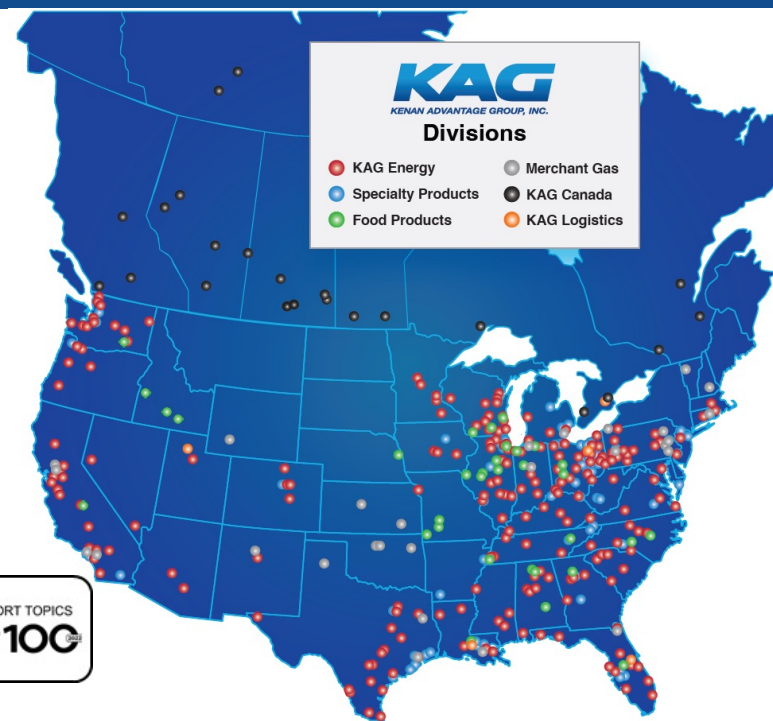 KAG
KENAN ADVANTAGE GROUP, INC.
Divisions
KAG Energy
Merchant Gas
Specialty Products
KAG Canada
Food Products
KAG Logistics
ORT TOPICS
100